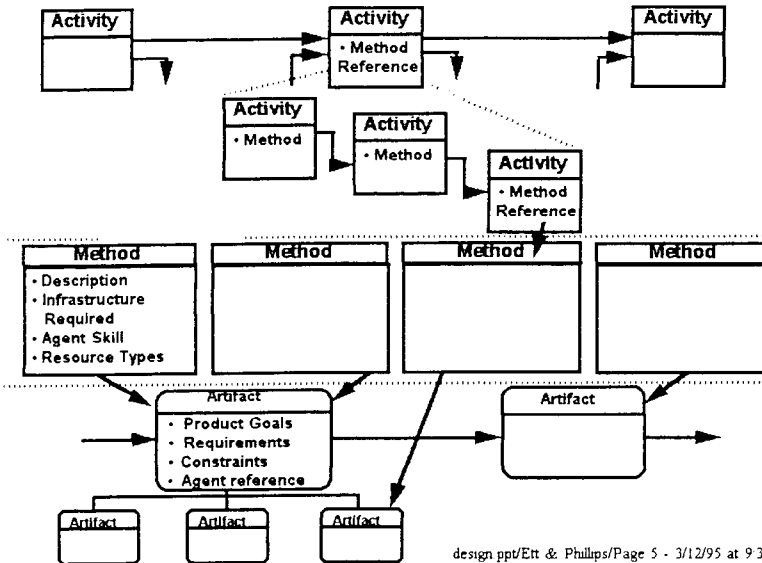 Activity
Activity
• Method
Reference
Activity
Activity
• Method
Activity
• Method
Activity
• Method
Reference
Method
• Description
• Infrastructure
Required
• Agent Skill
• Resource Types
Method
Method
Method
Artifact
• Product Goals
• Requirements
• Constraints
• Agent reference
Artifact
Artifact
Artifact
Artifact
design ppt/Ett & Phillips/Page 5 - 3/12/95 at 9:3